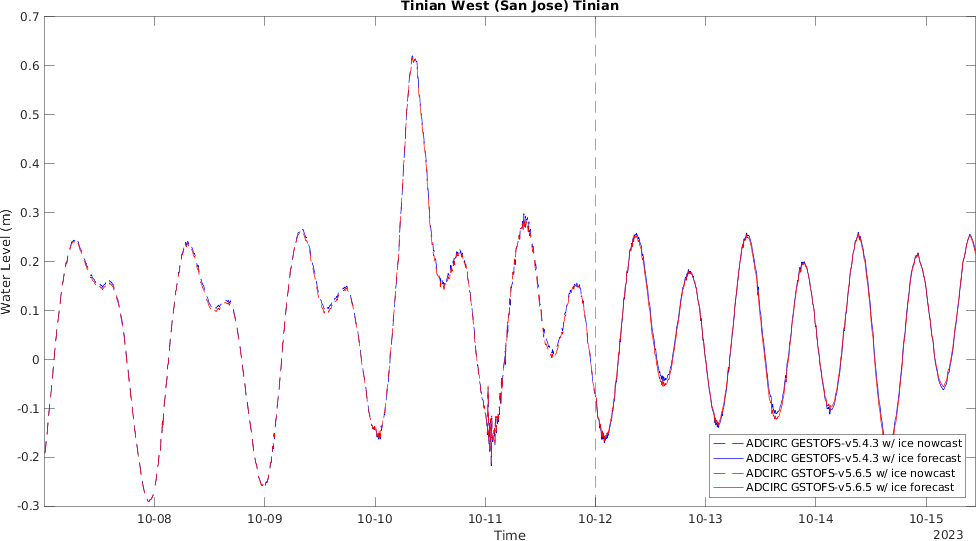 Tinian West (San Jose) Tinian
0.7
0.6
0.5
0.4
0.3
0.2
0.1
0
-0.1
-0.2
-0.3
Water Level (m)
10-08 10-09 10-10 10-11 10-12 10-13 10-14 10-15
Time
2023
ADCIRC GESTOFS-v5.4.3 w/ ice nowcast
ADCIRC GESTOFS-v5.4.3 w/ ice forecast
ADCIRC GSTOFS-v5.6.5 w/ ice nowcast
ADCIRC GSTOFS-v5.6.5 w/ ice forecast